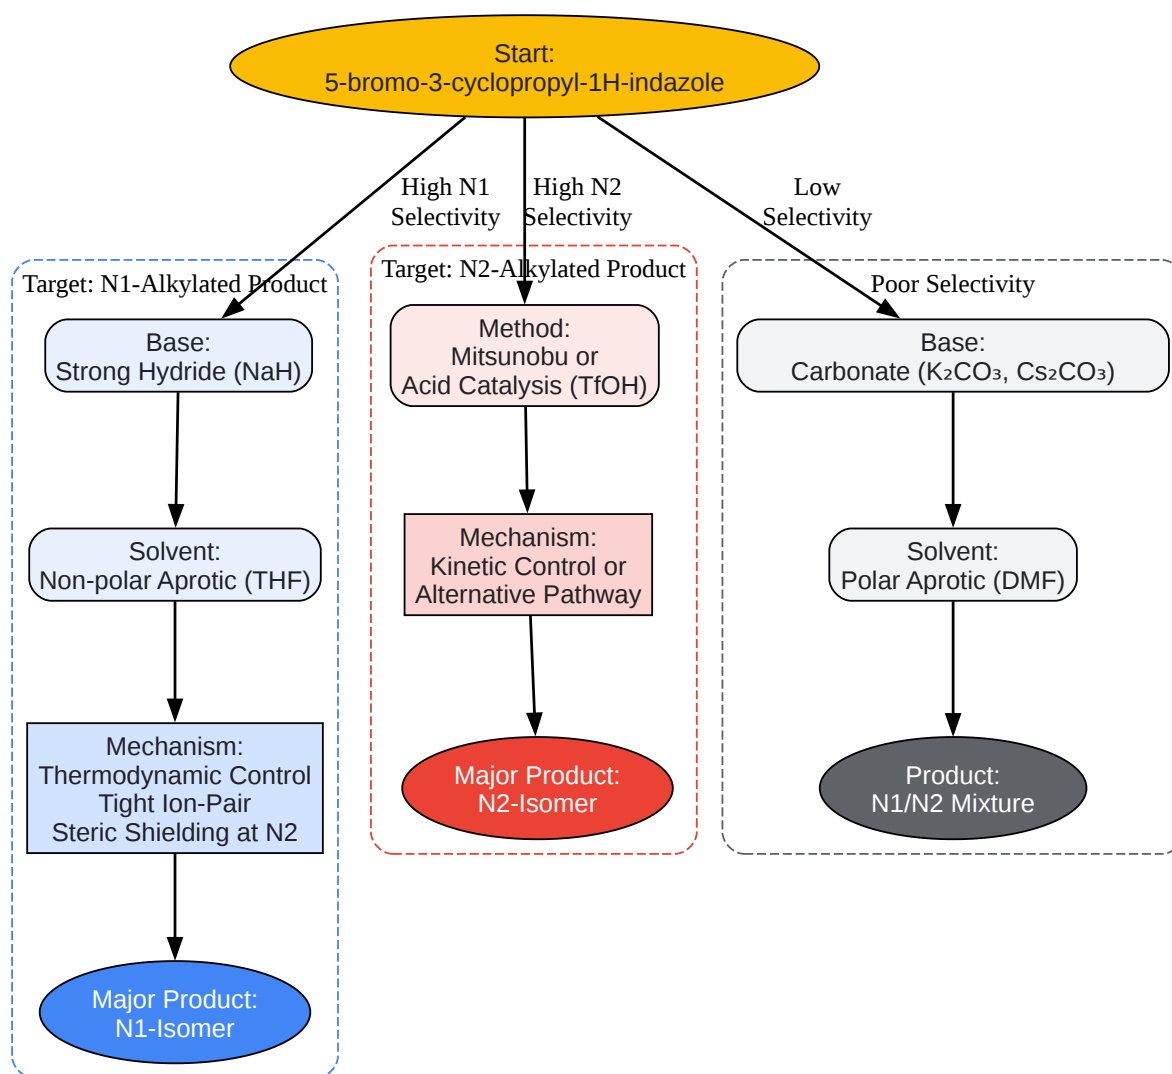 Start:
5-bromo-3-cyclopropyl-1H-indazole
High N1
Selectivity
High N2
Selectivity
Low
Selectivity
Target: N1-Alkylated Product
Base:
Strong Hydride (NaH)
Solvent:
Non-polar Aprotic (THF)
Mechanism:
Thermodynamic Control
Tight Ion-Pair
Steric Shielding at N2
Major Product:
N1-Isomer
Target: N2-Alkylated Product
Method:
Mitsunobu or
Acid Catalysis (TfOH)
Mechanism:
Kinetic Control or
Alternative Pathway
Major Product:
N2-Isomer
Poor Selectivity
Base:
Carbonate (K₂CO₃, Cs₂CO₃)
Solvent:
Polar Aprotic (DMF)
Product:
N1/N2 Mixture